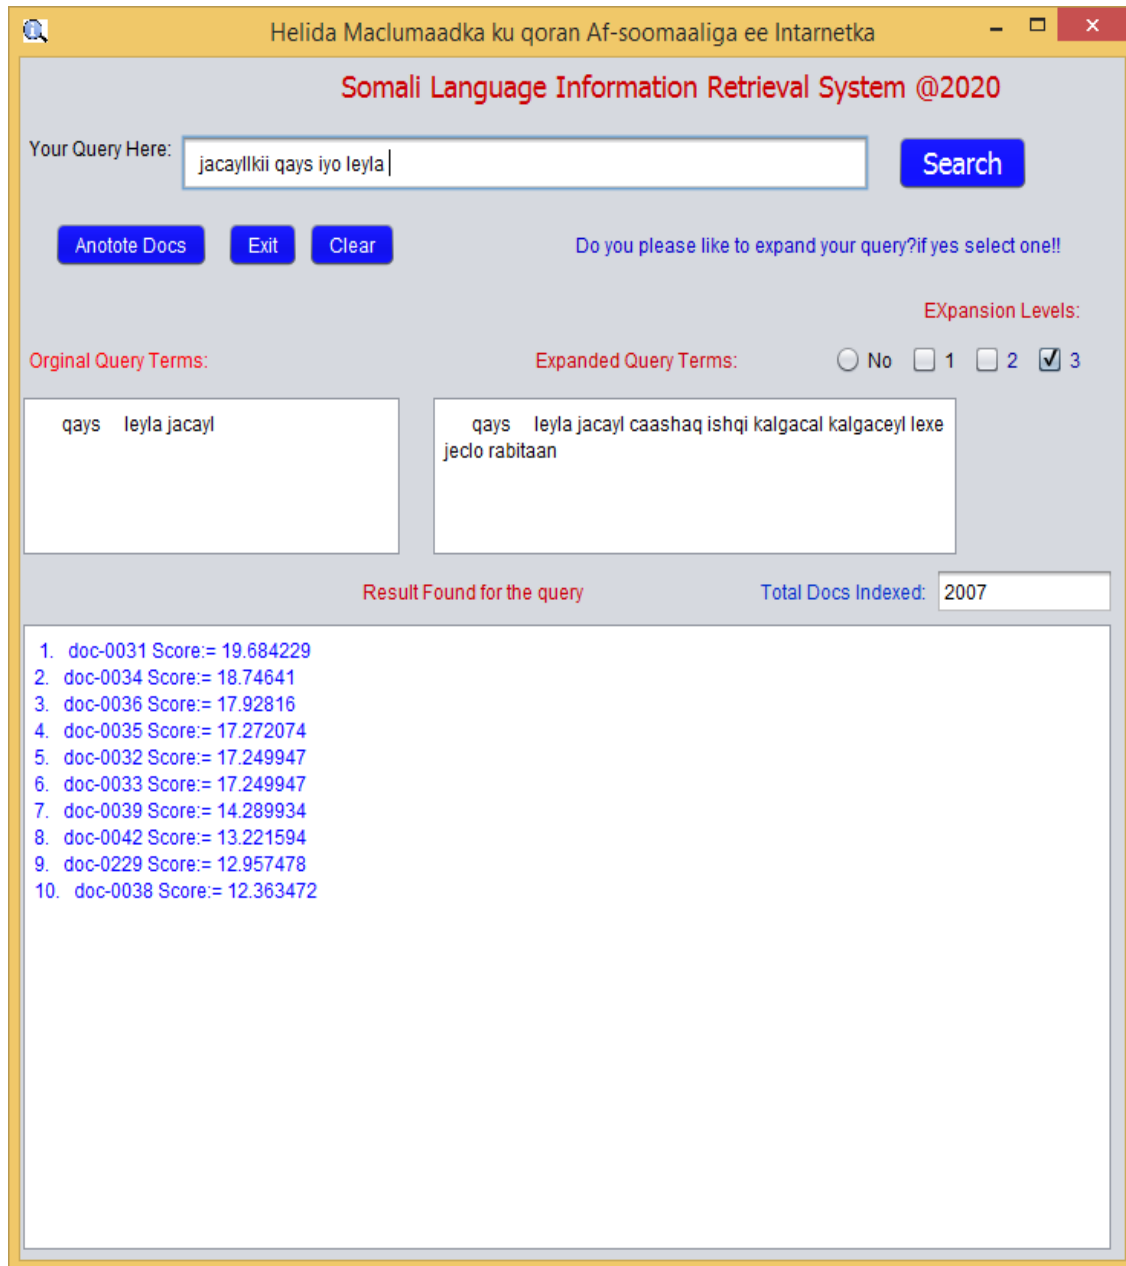 Helida Maclumaadka ku qoran Af-soomaaliga ee Intarnetka
Somali Language Information Retrieval System @2020
Your Query Here: jacayllkii qays iyo leyla Search
Anotote Docs Exit Clear Do you please like to expand your query?if yes select one!!
EXpansion Levels:
Orginal Query Terms: Expanded Query Terms: No 1 2 3
qays leyla jacayl
qays leyla jacayl caashaq ishqi kalgacal kalgaceyl lexe
jeclo rabitaan
Result Found for the query Total Docs Indexed: 2007
1. doc-0031 Score:= 19.684229
2. doc-0034 Score:= 18.74641
3. doc-0036 Score:= 17.92816
4. doc-0035 Score:= 17.272074
5. doc-0032 Score:= 17.249947
6. doc-0033 Score:= 17.249947
7. doc-0039 Score:= 14.289934
8. doc-0042 Score:= 13.221594
9. doc-0229 Score:= 12.957478
10. doc-0038 Score:= 12.363472